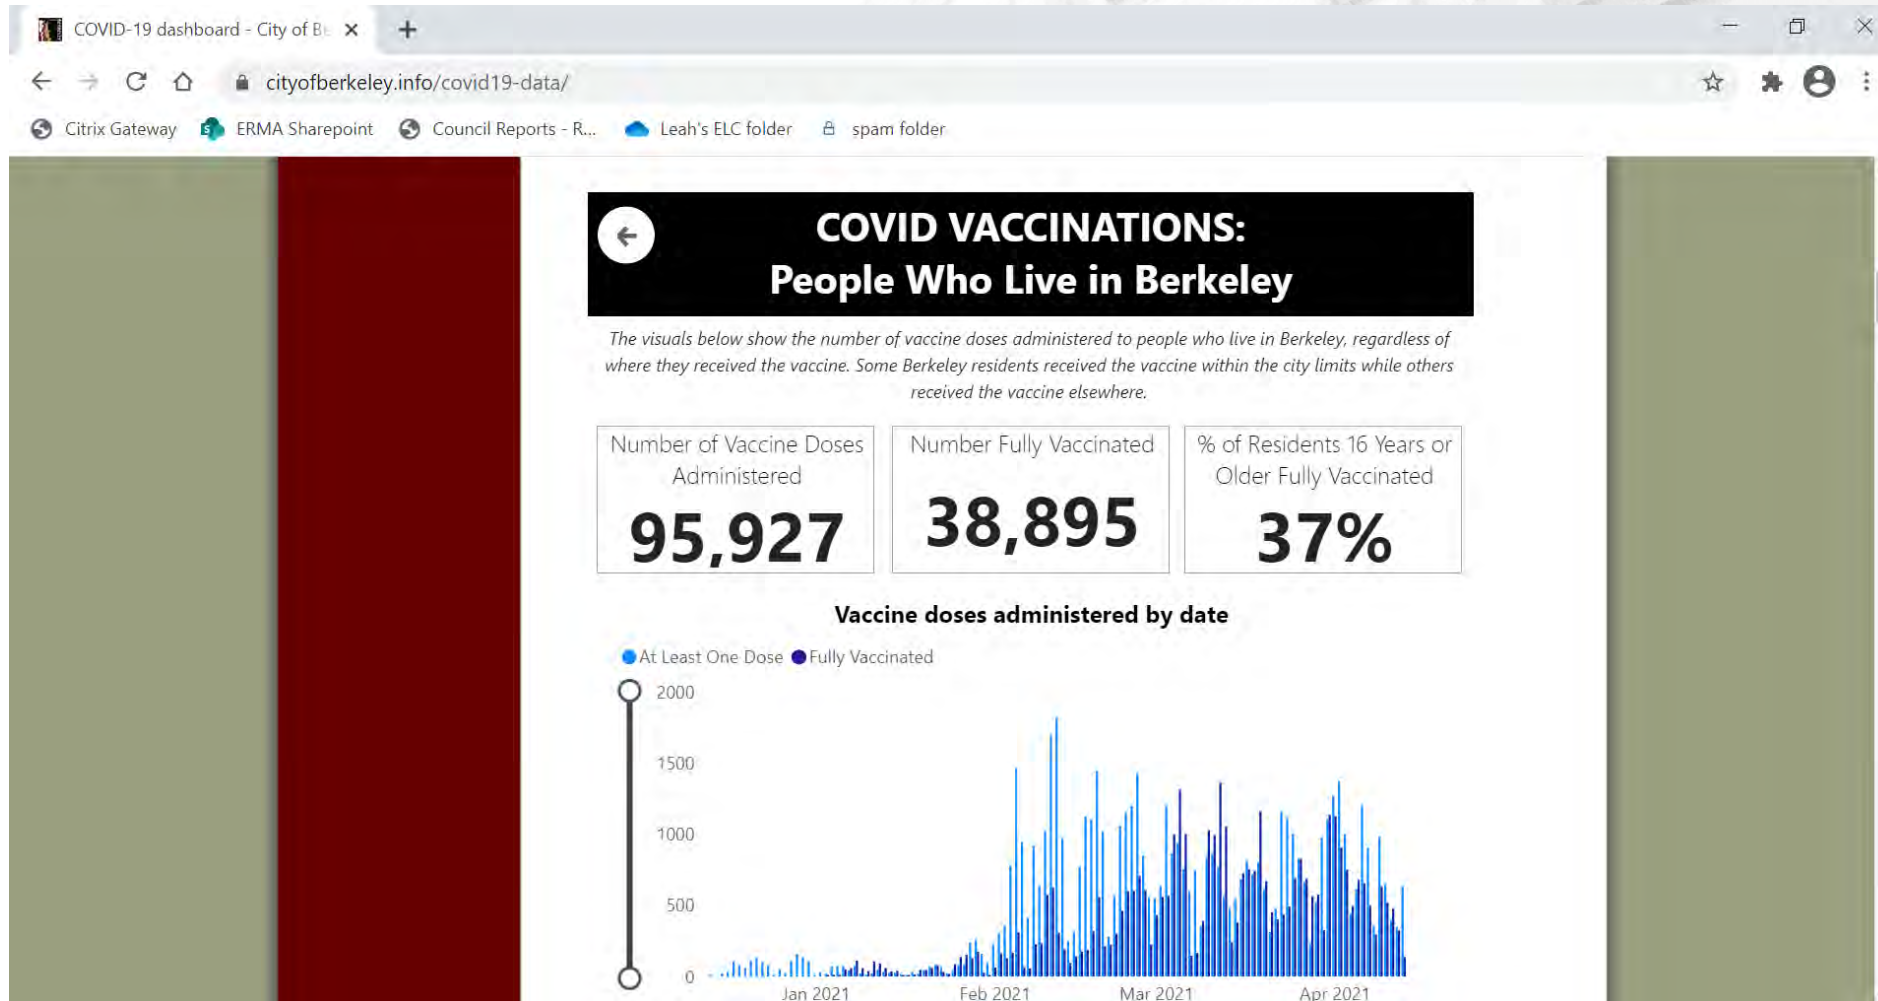 COVID-19 dashboard - City of Be
cityofberkeley.info/covid19-data/
Citrix Gateway ERMA Sharepoint Council Reports - R... Leah's ELC folder spam folder
COVID VACCINATIONS:
People Who Live in Berkeley
The visuals below show the number of vaccine doses administered to people who live in Berkeley, regardless of
where they received the vaccine. Some Berkeley residents received the vaccine within the city limits while others
received the vaccine elsewhere.
Number of Vaccine Doses
Administered
95,927
Number Fully Vaccinated
38,895
% of Residents 16 Years or
Older Fully Vaccinated
37%
Vaccine doses administered by date
At Least One Dose Fully Vaccinated
2000
1500
1000
500
0
Jan 2021 Feb 2021 Mar 2021 Apr 2021